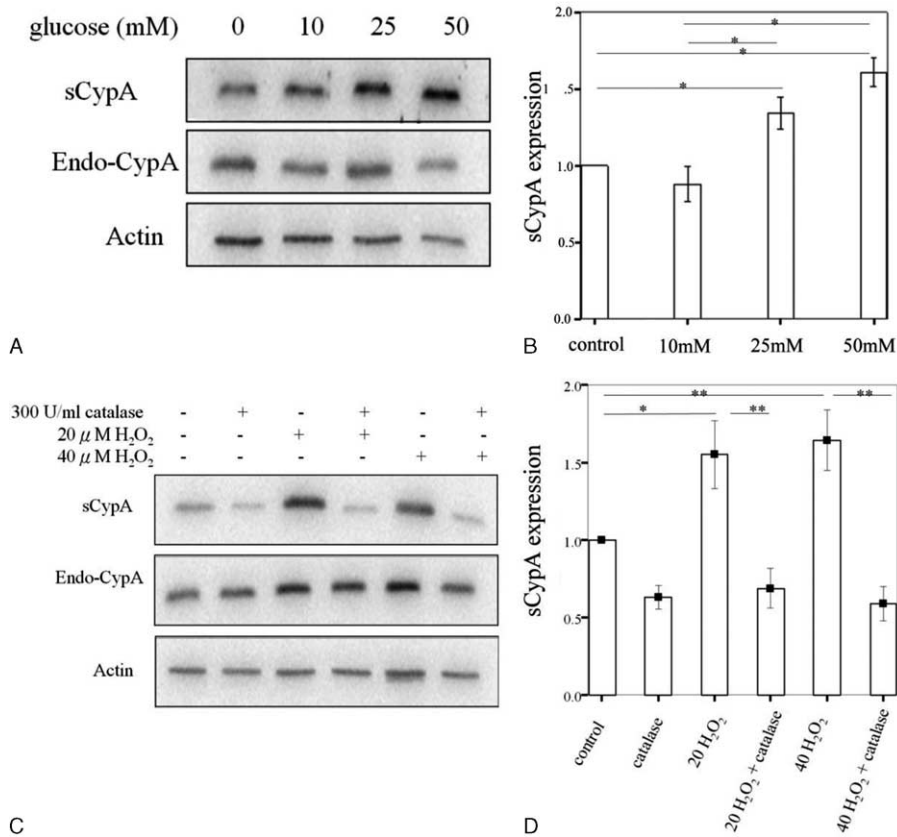 glucose (mM) 0 10 25 50
sCypA
Endo-CypA
Actin
A
2.0
.5
1.0
0.5
0.0
sCypA expression
* * * *
control 10mM 25mM 50mM
B
300 U/ml catalase - + - + - +
20 μM H₂O₂ - - + + - -
40 μM H₂O₂ - - - - + +
sCypA
Endo-CypA
Actin
C
2.0
1.5
1.0
0.5
0.0
sCypA expression
** * ** **
control catalase 20 H₂O₂ 20 H₂O₂ + catalase 40 H₂O₂ 40 H₂O₂ + catalase
D